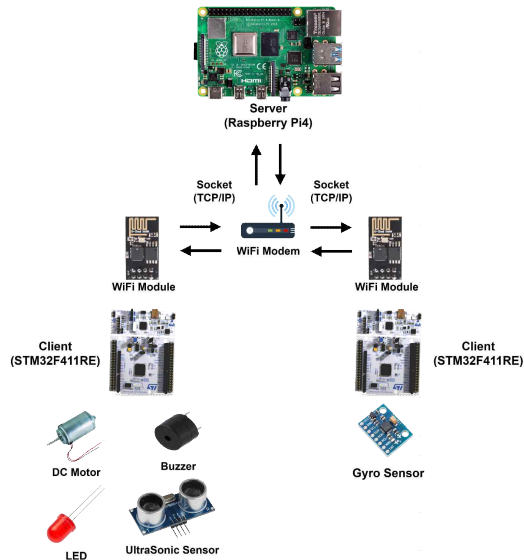 HDMI
Server
(Raspberry Pi4)
Socket
(TCP/IP)
Socket
(TCP/IP)
WiFi Modem
WiFi Module
WiFi Module
Client
(STM32F411RE)
Client
(STM32F411RE)
DC Motor
Buzzer
Gyro Sensor
LED
UltraSonic Sensor